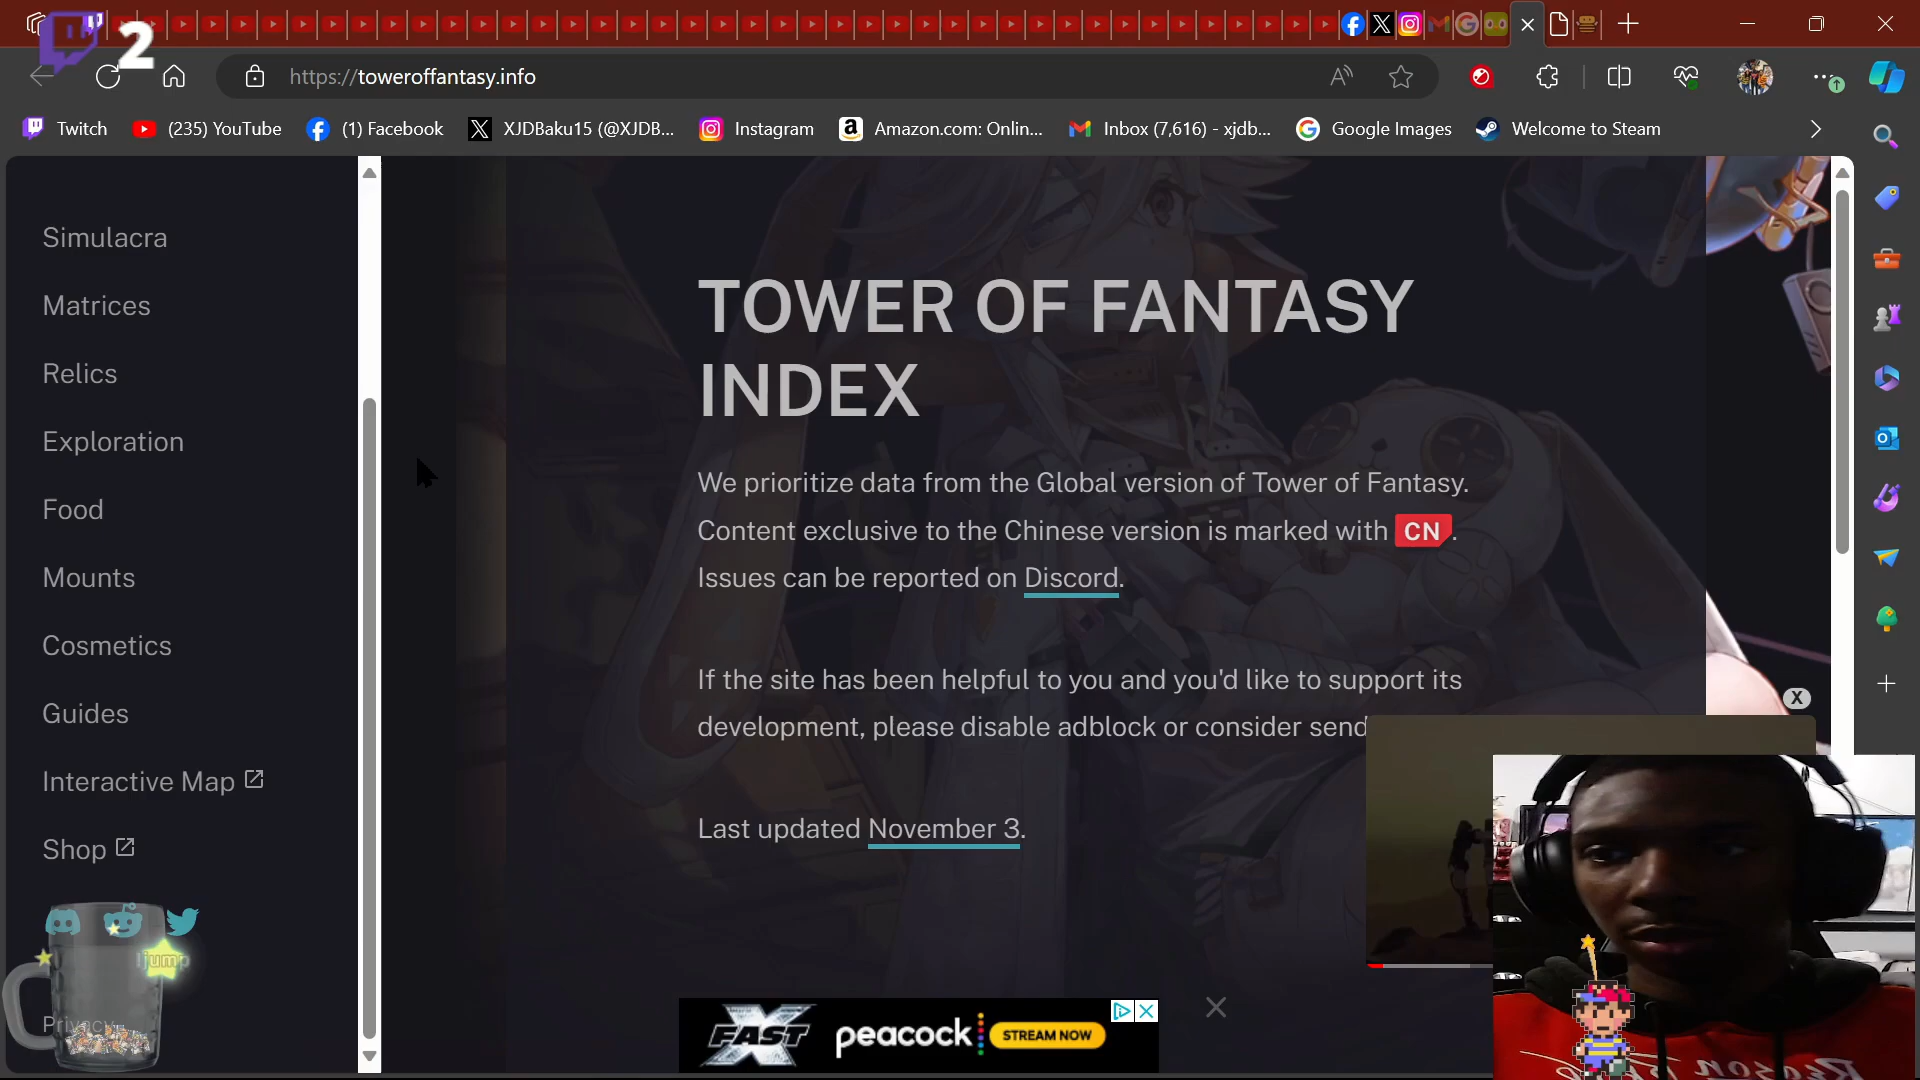 2
https://toweroffantasy.info
Twitch
(235) YouTube
(1) Facebook
XJDBaku15 (@XJDB...
Instagram
Amazon.com: Onlin...
Inbox (7,616) - xjdb...
Google Images
Welcome to Steam
Simulacra
Matrices
Relics
Exploration
Food
Mounts
Cosmetics
Guides
Interactive Map
Shop
ljump
Privacy
TOWER OF FANTASY
INDEX
We prioritize data from the Global version of Tower of Fantasy.
Content exclusive to the Chinese version is marked with CN.
Issues can be reported on Discord.
If the site has been helpful to you and you'd like to support its
development, please disable adblock or consider send
Last updated November 3.
X
FAST X
peacock
STREAM NOW